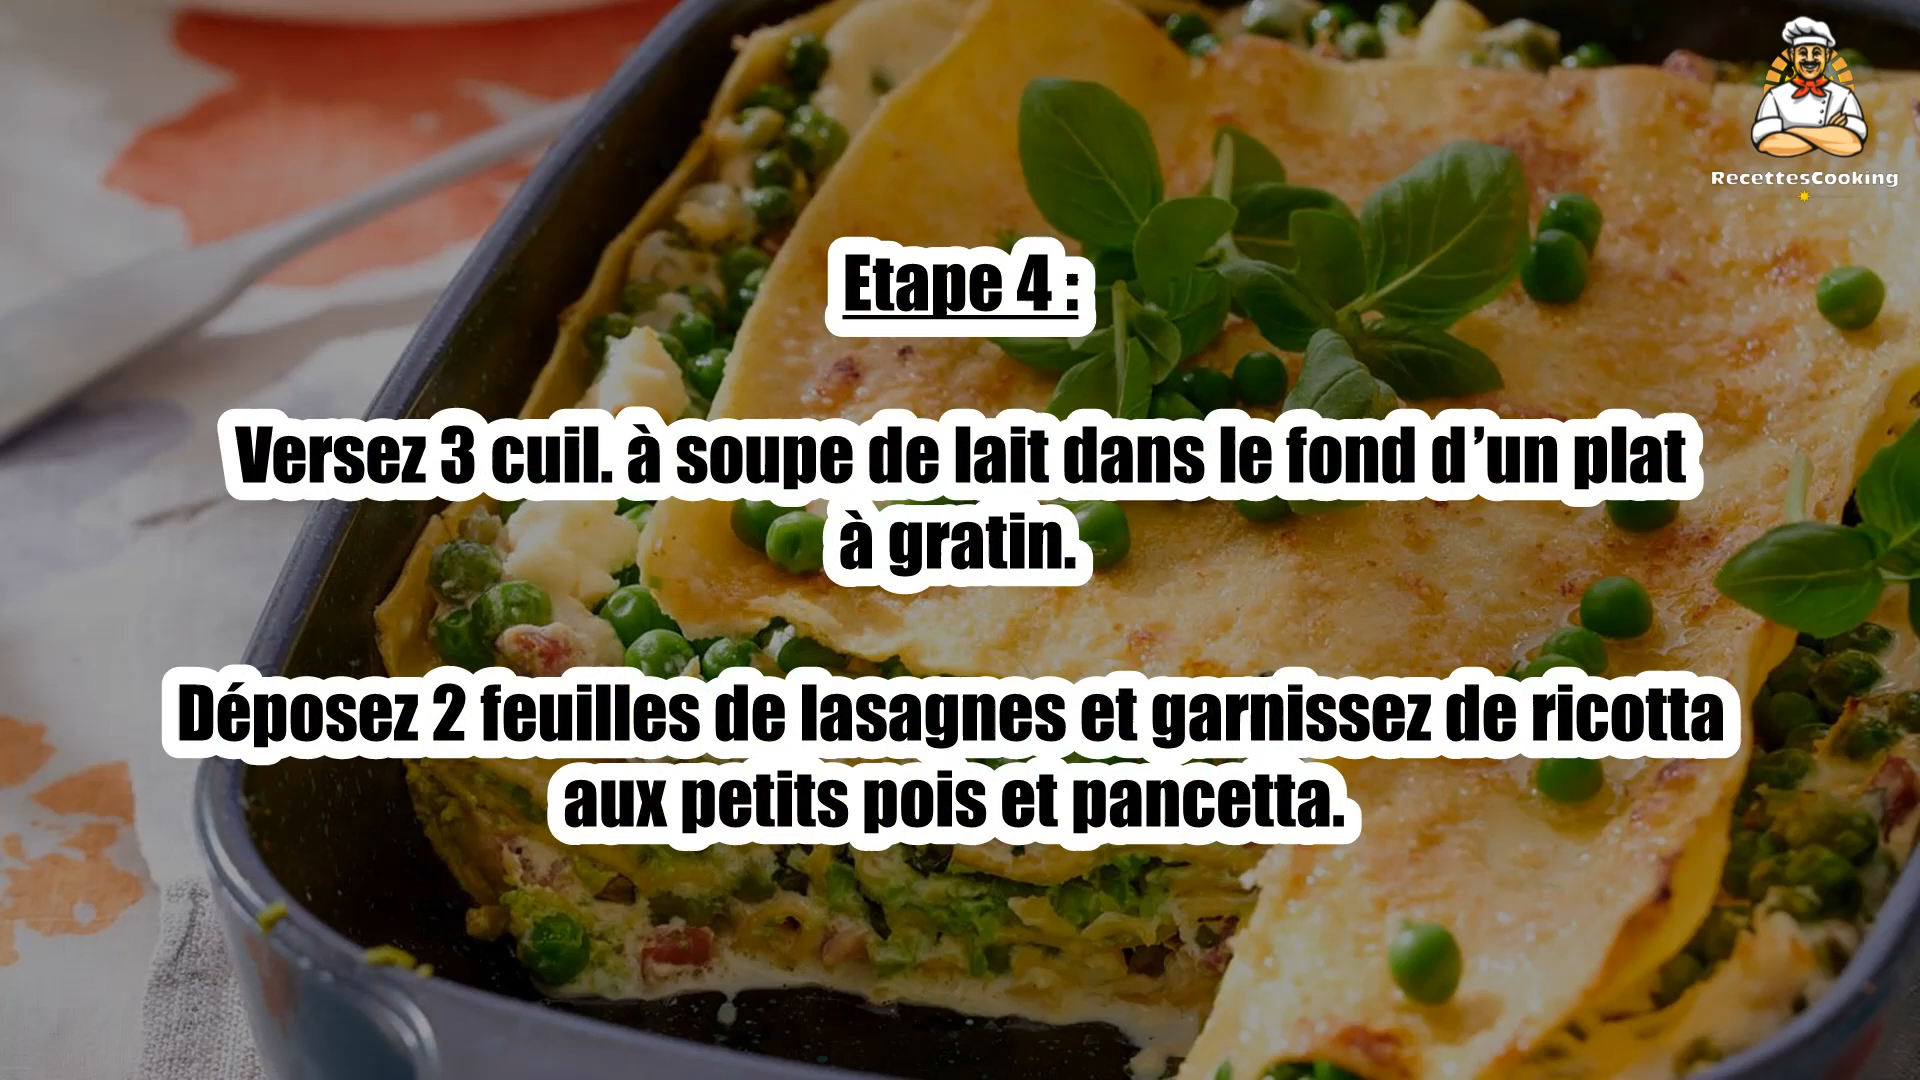 RecettesCooking
Etape 4 :
Versez 3 cuil. à soupe de lait dans le fond d’un plat
à gratin.
Déposez 2 feuilles de lasagnes et garnissez de ricotta
aux petits pois et pancetta.